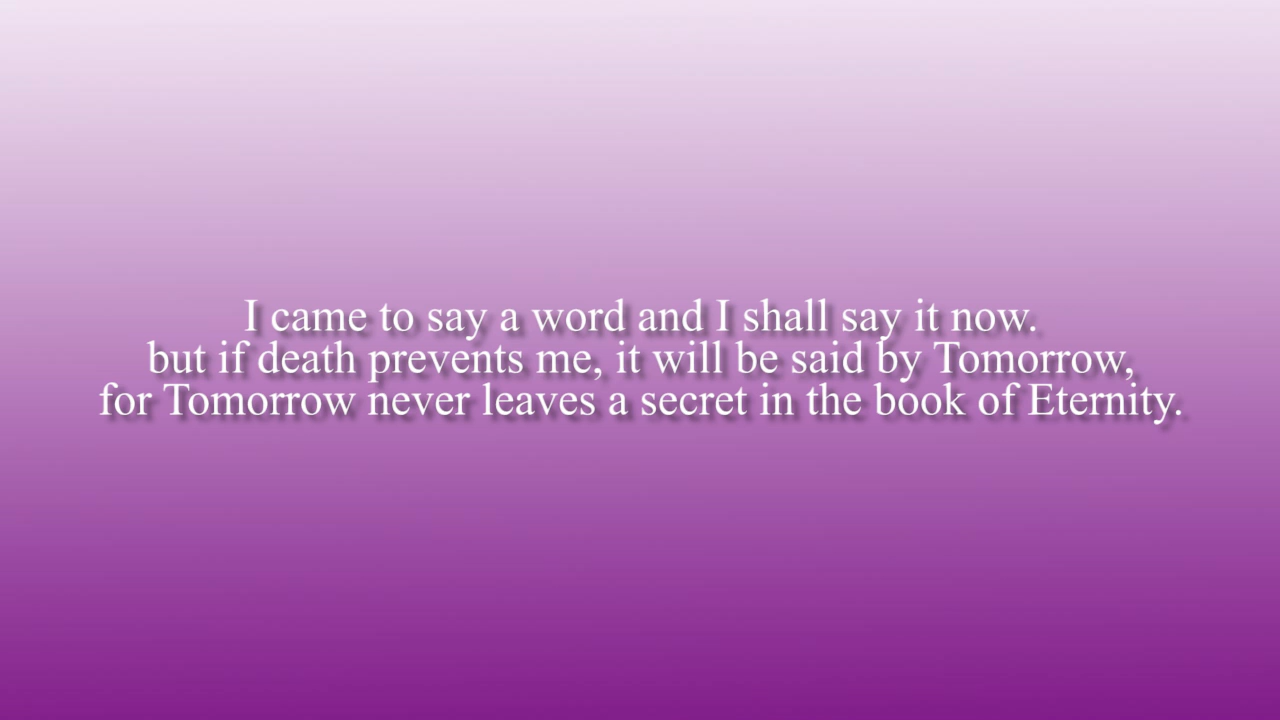 I came to say a word and I shall say it now.
but if death prevents me, it will be said by Tomorrow,
for Tomorrow never leaves a secret in the book of Eternity.